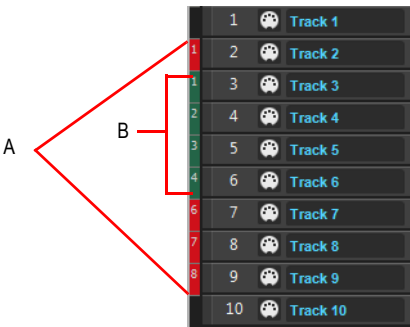 1 Track 1
1 2 Track 2
1 3 Track 3
2 4 Track 4
B
A
3 5 Track 5
4 6 Track 6
6 7 Track 7
7 8 Track 8
8 9 Track 9
10 Track 10